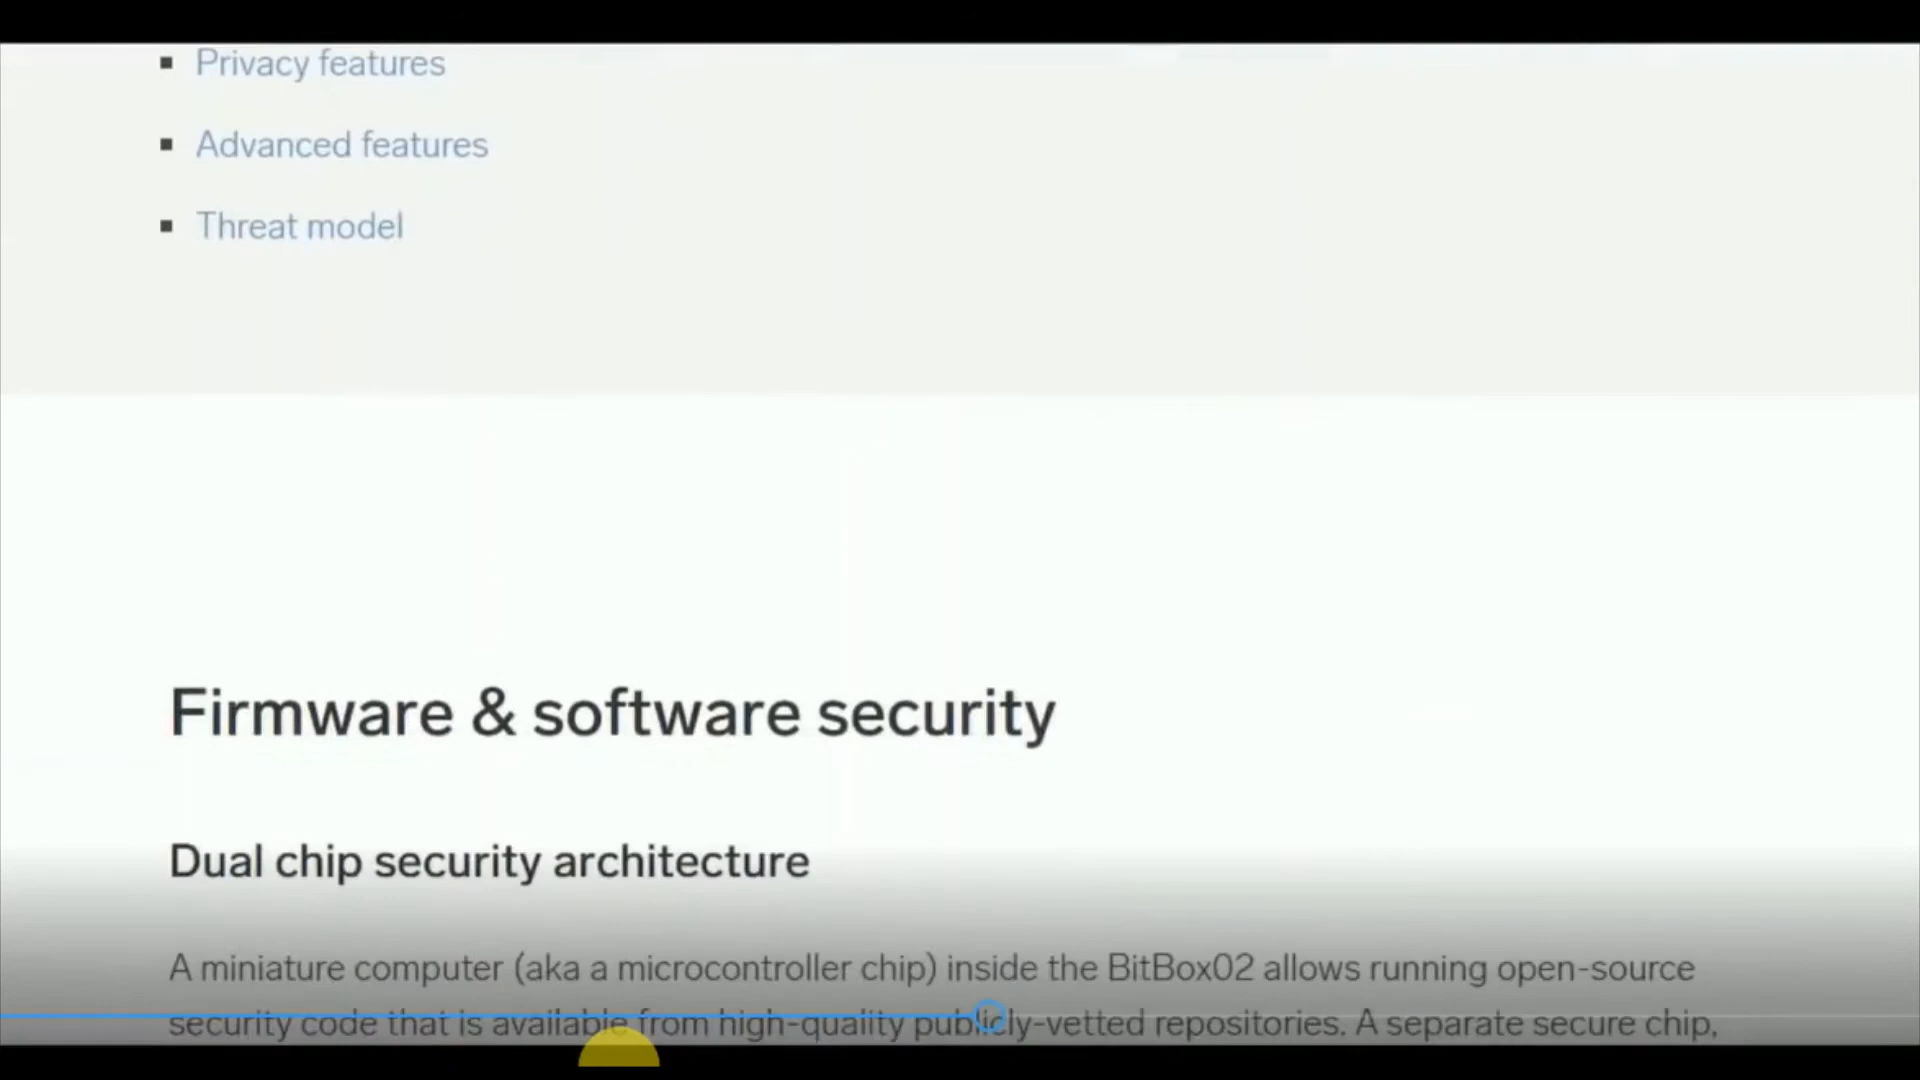 Privacy features
Advanced features
Threat model
Firmware & software security
Dual chip security architecture
A miniature computer (aka a microcontroller chip) inside the BitBox02 allows running open-source
security code that is available from high-quality publicly-vetted repositories. A separate secure chip,